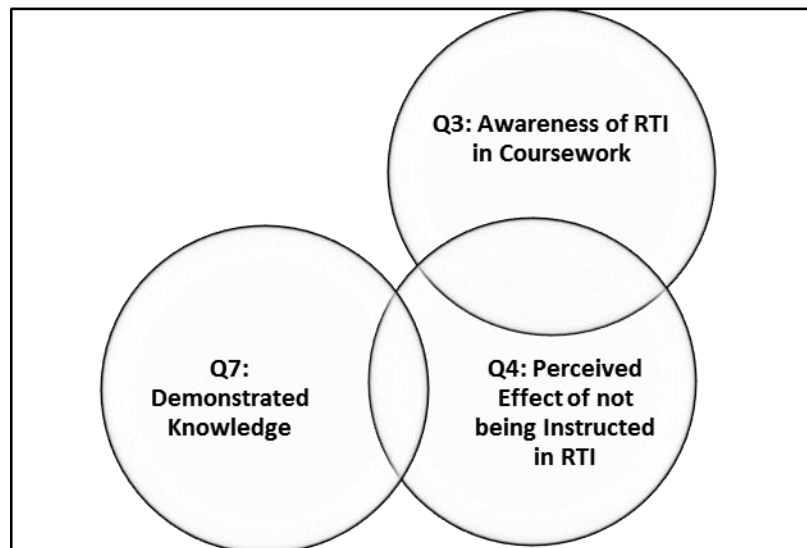 Q3: Awareness of RTI
in Coursework
Q7:
Demonstrated
Knowledge
Q4: Perceived
Effect of not
being Instructed
in RTI